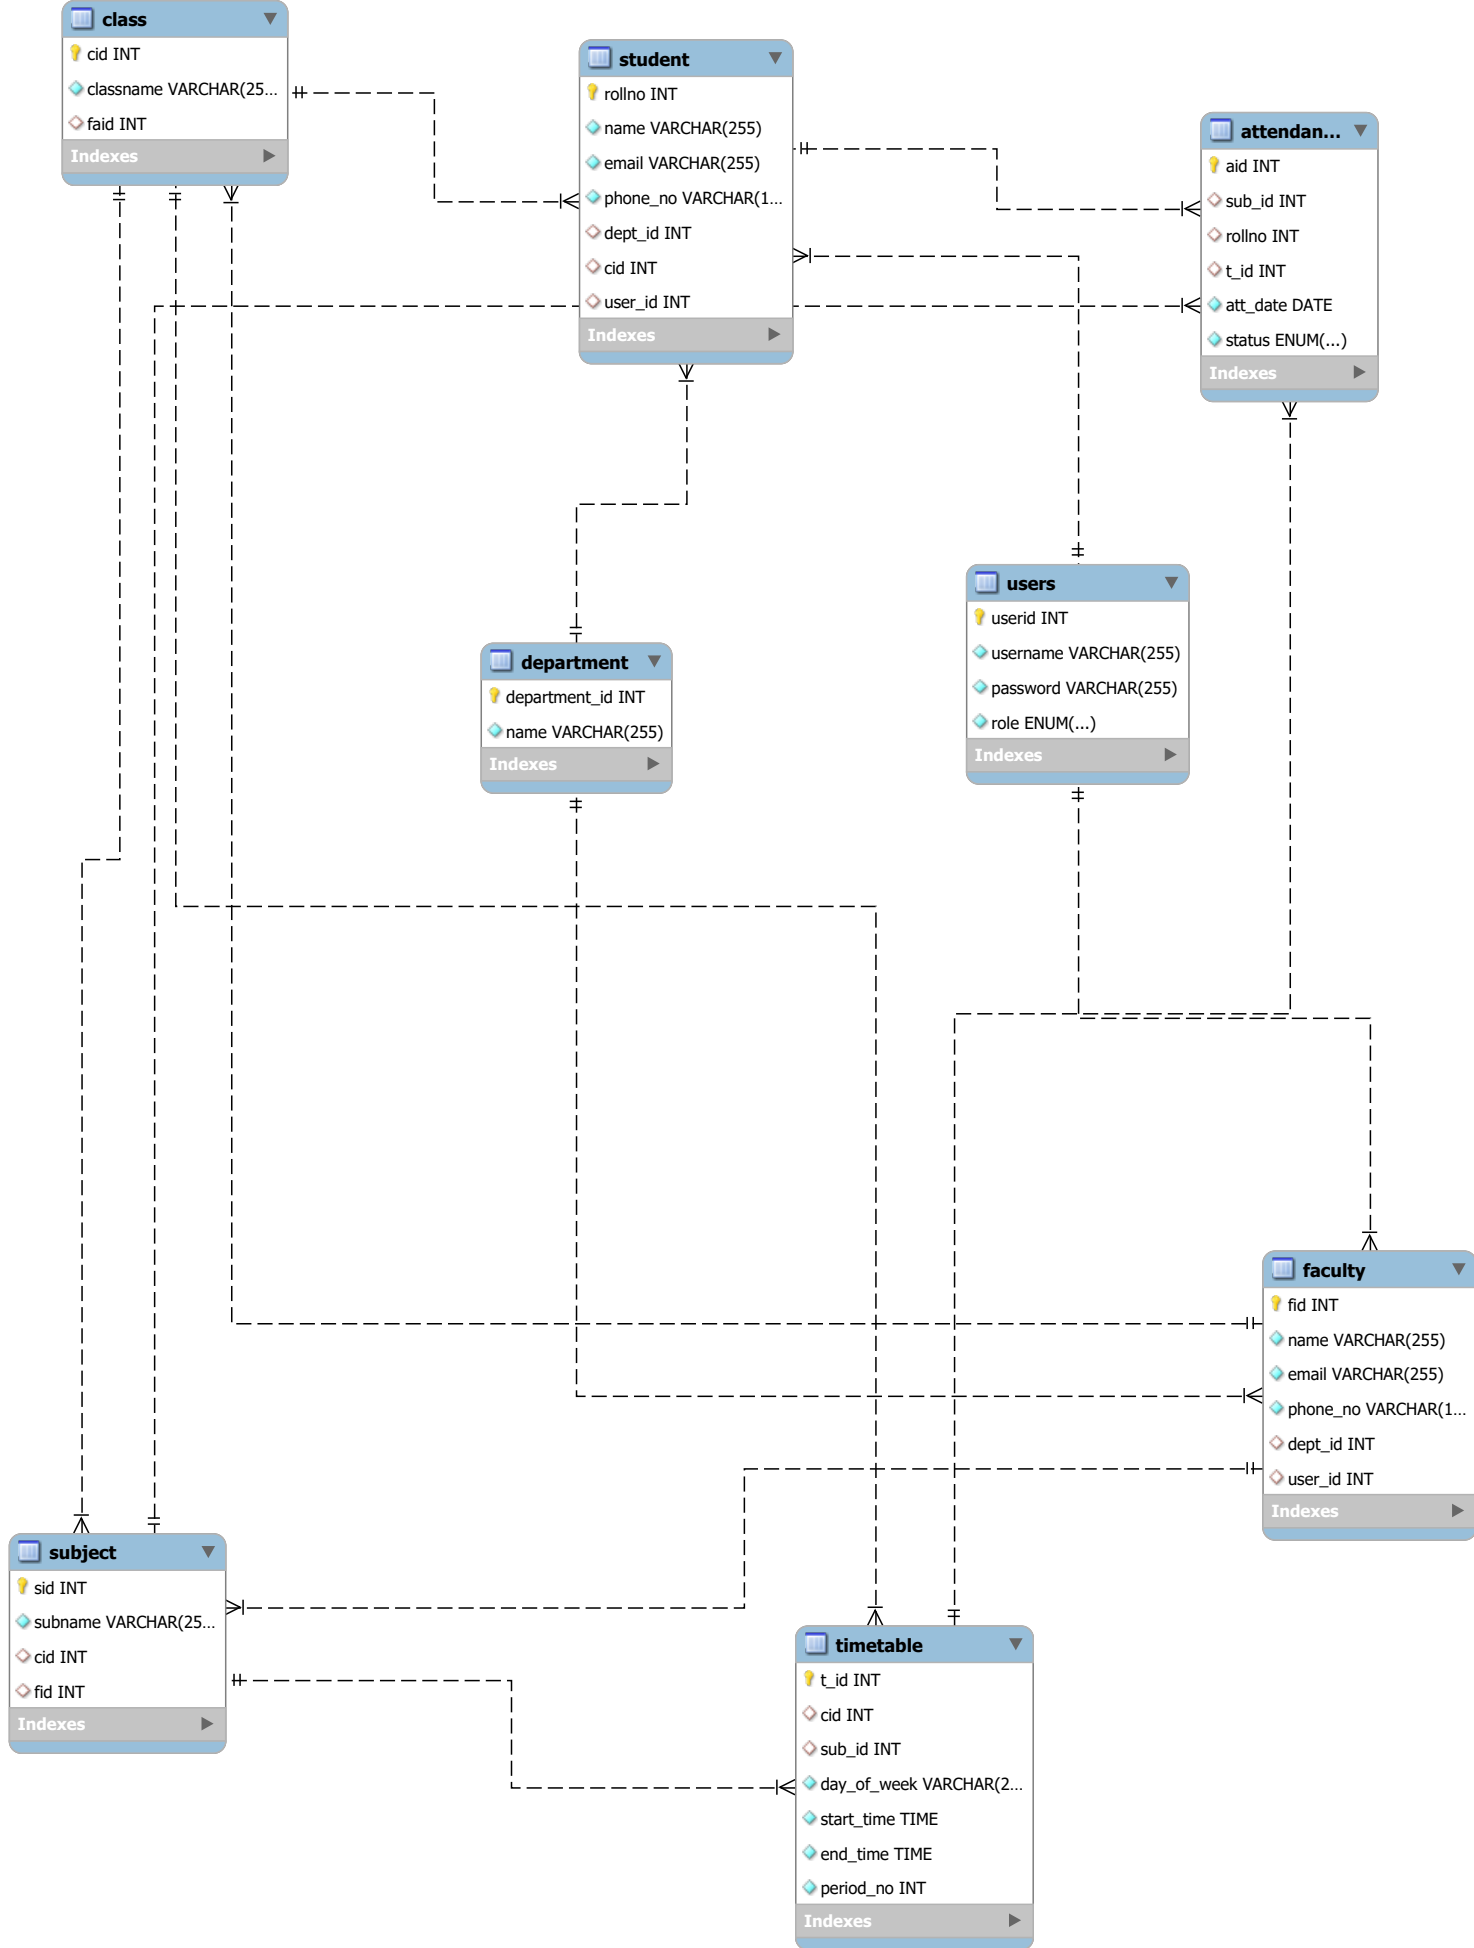 class
cid INT
classname VARCHAR(25...
faid INT
Indexes
student
rollno INT
name VARCHAR(255)
email VARCHAR(255)
phone_no VARCHAR(1...
dept_id INT
cid INT
user_id INT
Indexes
attendan...
aid INT
sub_id INT
rollno INT
t_id INT
att_date DATE
status ENUM(...)
Indexes
department
department_id INT
name VARCHAR(255)
Indexes
users
userid INT
username VARCHAR(255)
password VARCHAR(255)
role ENUM(...)
Indexes
faculty
fid INT
name VARCHAR(255)
email VARCHAR(255)
phone_no VARCHAR(1...
dept_id INT
user_id INT
Indexes
subject
sid INT
subname VARCHAR(25...
cid INT
fid INT
Indexes
timetable
t_id INT
cid INT
sub_id INT
day_of_week VARCHAR(2...
start_time TIME
end_time TIME
period_no INT
Indexes